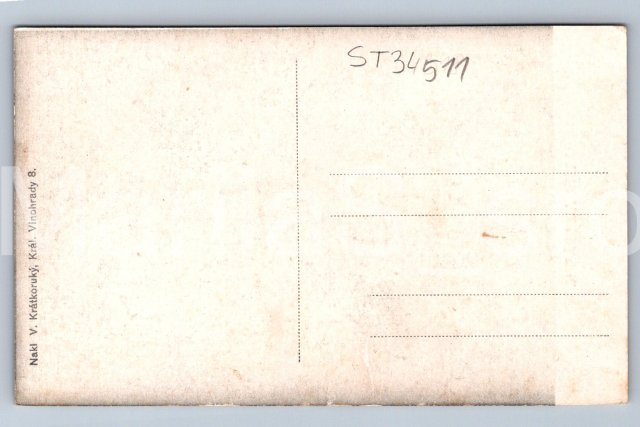 ST34511
Nakl V. Krátkoruký, Král. Vinohrady 8.